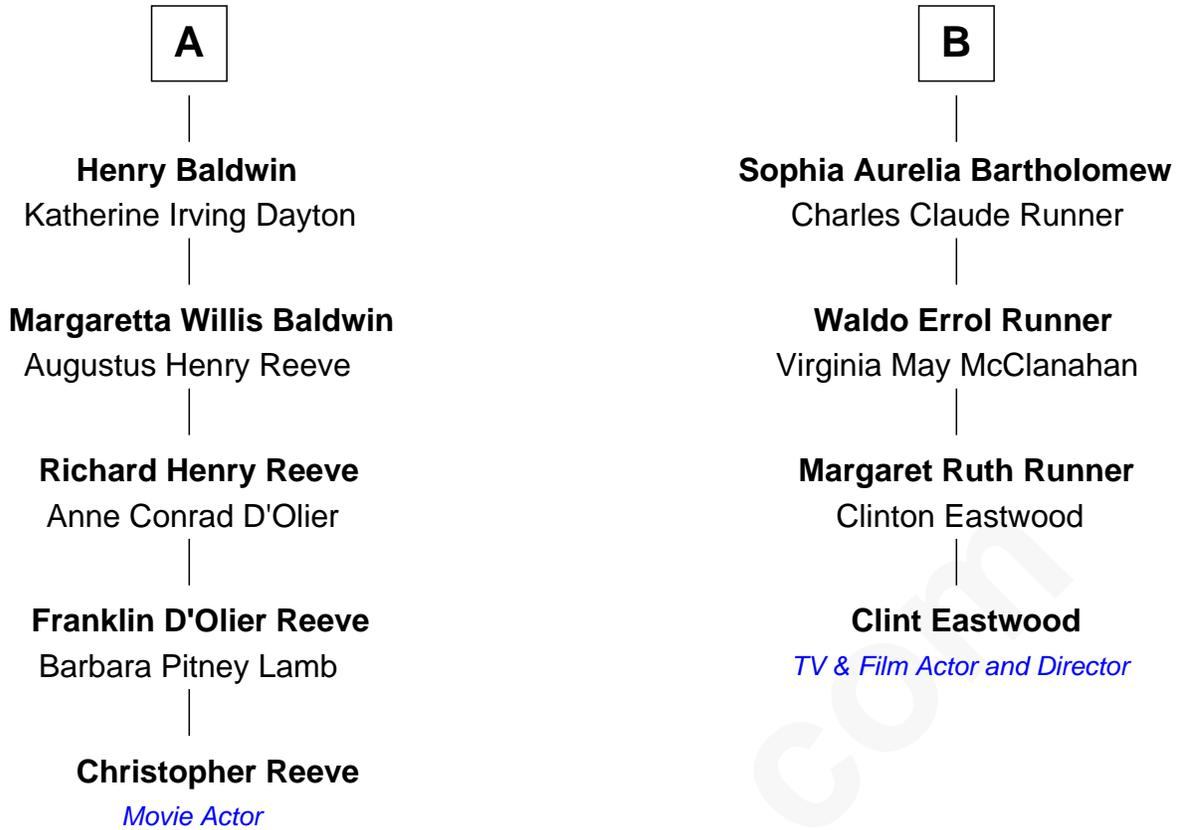 A
Henry Baldwin
Katherine Irving Dayton
Margaretta Willis Baldwin
Augustus Henry Reeve
Richard Henry Reeve
Anne Conrad D'Olier
Franklin D'Olier Reeve
Barbara Pitney Lamb
Christopher Reeve
Movie Actor
B
Sophia Aurelia Bartholomew
Charles Claude Runner
Waldo Errol Runner
Virginia May McClanahan
Margaret Ruth Runner
Clinton Eastwood
Clint Eastwood
TV & Film Actor and Director
com